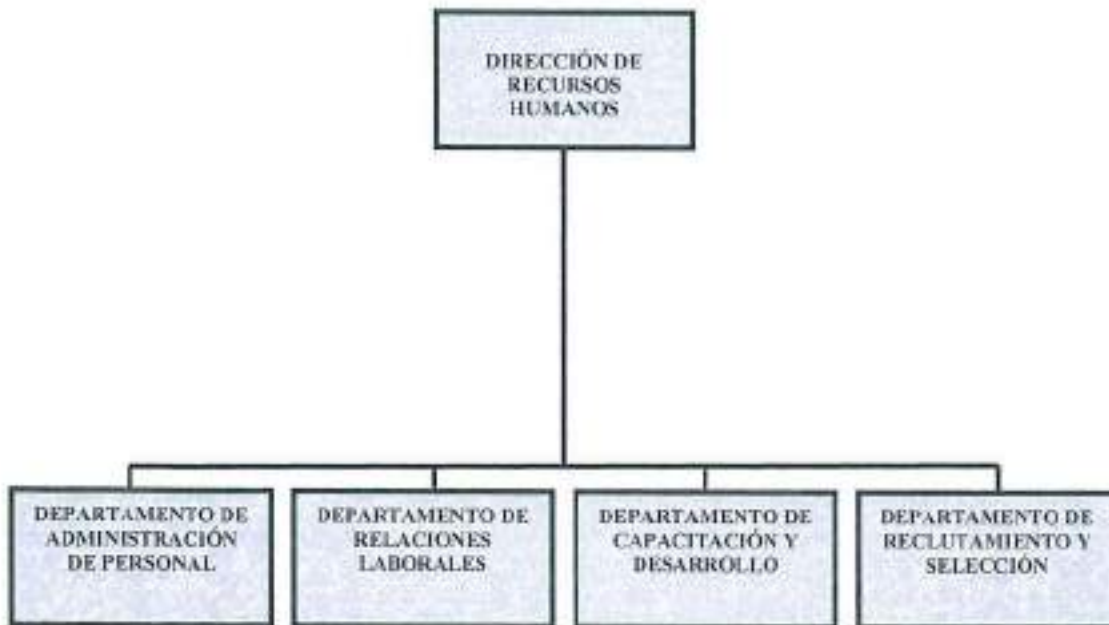 DIRECCIÓN DE
RECURSOS
HUMANOS
DEPARTAMENTO DE
ADMINISTRACIÓN
DE PERSONAL
DEPARTAMENTO DE
RELACIONES
LABORALES
DEPARTAMENTO DE
CAPACITACIÓN Y
DESARROLLO
DEPARTAMENTO DE
RECLUTAMIENTO Y
SELECCIÓN